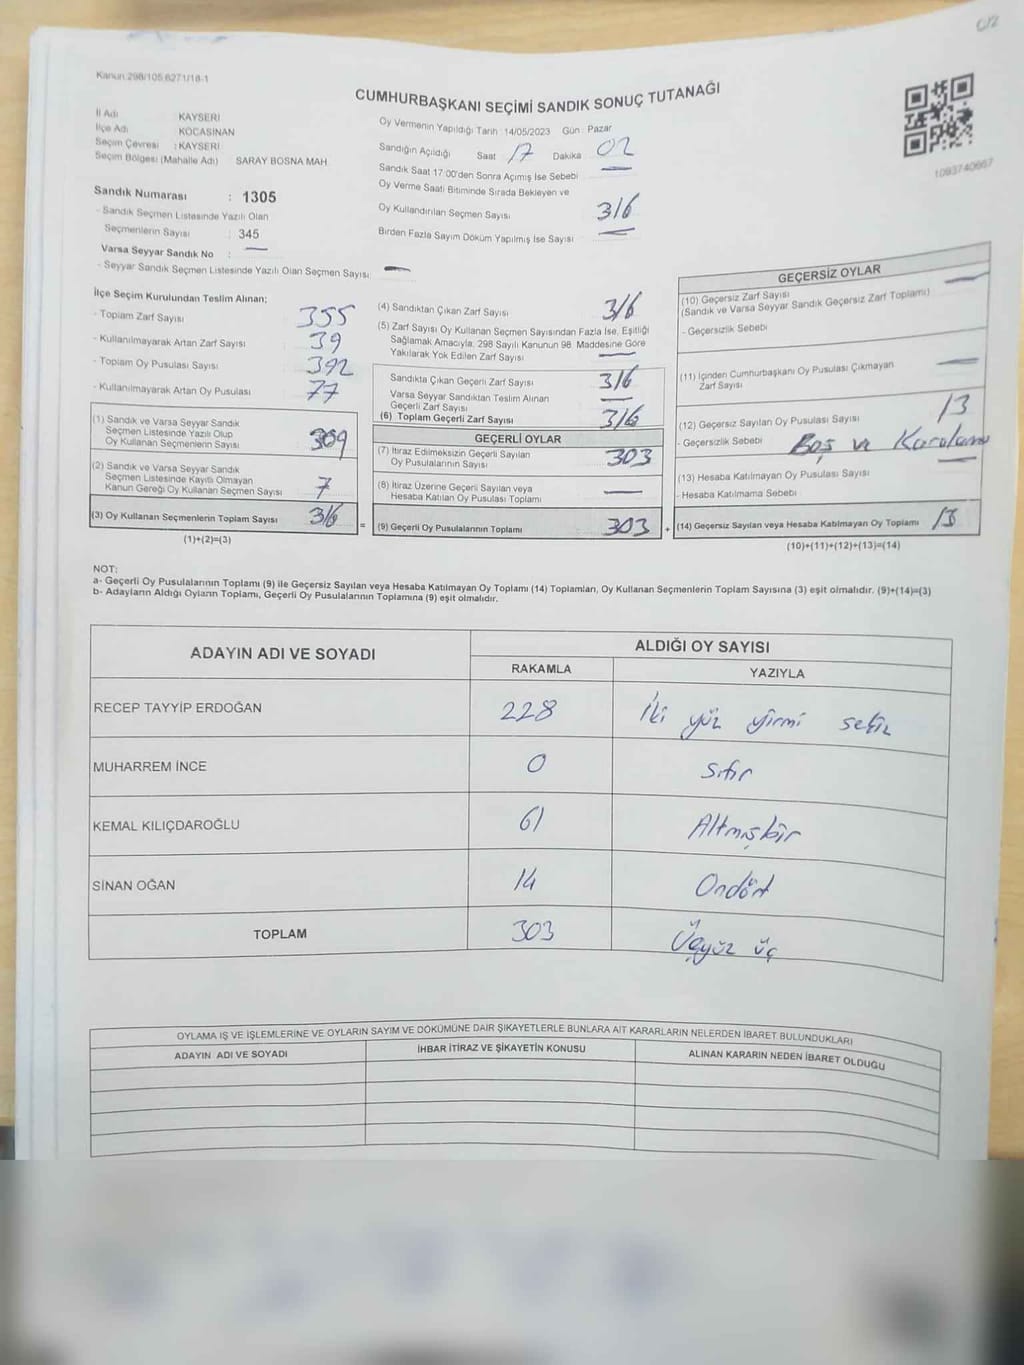 C/2
Kanun:298/105.6271/18-1
CUMHURBAŞKANI SEÇİMİ SANDIK SONUÇ TUTANAĞI
İl Adı KAYSERİ
İlçe Adı KOCASİNAN
Seçim Çevresi : KAYSERİ
Seçim Bölgesi (Mahalle Adı) SARAY BOSNA MAH.
Sandık Numarası : 1305
- Sandık Seçmen Listesinde Yazılı Olan
Seçmenlerin Sayısı : 345
Varsa Seyyar Sandık No : —
- Seyyar Sandık Seçmen Listesinde Yazılı Olan Seçmen Sayısı: —
Oy Vermenin Yapıldığı Tarih : 14/05/2023 Gün : Pazar
Sandığın Açıldığı Saat 17 Dakika 02
Sandık Saat 17:00'den Sonra Açımış İse Sebebi —
Oy Verme Saati Bitiminde Sırada Bekleyen ve
Oy Kullandırılan Seçmen Sayısı 316
Birden Fazla Sayım Döküm Yapılmış İse Sayısı —
1093740667
İlçe Seçim Kurulundan Teslim Alınan;
- Toplam Zarf Sayısı 355
- Kullanılmayarak Artan Zarf Sayısı 39
- Toplam Oy Pusulası Sayısı 392
- Kullanılmayarak Artan Oy Pusulası 77
(1) Sandık ve Varsa Seyyar Sandık
Seçmen Listesinde Yazılı Olup
Oy Kullanan Seçmenlerin Sayısı 309
(2) Sandık ve Varsa Seyyar Sandık
Seçmen Listesinde Kayıtlı Olmayan
Kanun Gereği Oy Kullanan Seçmen Sayısı 7
(3) Oy Kullanan Seçmenlerin Toplam Sayısı 316
(1)+(2)=(3)
(4) Sandıktan Çıkan Zarf Sayısı 316
(5) Zarf Sayısı Oy Kullanan Seçmen Sayısından Fazla İse, Eşitliği
Sağlamak Amacıyla, 298 Sayılı Kanunun 98. Maddesine Göre
Yakılarak Yok Edilen Zarf Sayısı —
Sandıkta Çıkan Geçerli Zarf Sayısı 316
Varsa Seyyar Sandıktan Teslim Alınan
Geçerli Zarf Sayısı —
(6) Toplam Geçerli Zarf Sayısı 316
GEÇERLİ OYLAR
(7) İtiraz Edilmeksizin Geçerli Sayılan
Oy Pusulalarının Sayısı 303
(8) İtiraz Üzerine Geçerli Sayılan veya
Hesaba Katılan Oy Pusulası Toplamı —
= (9) Geçerli Oy Pusulalarının Toplamı 303 +
GEÇERSİZ OYLAR
(10) Geçersiz Zarf Sayısı —
(Sandık ve Varsa Seyyar Sandık Geçersiz Zarf Toplamı)
- Geçersizlik Sebebi
(11) İçinden Cumhurbaşkanı Oy Pusulası Çıkmayan
Zarf Sayısı —
(12) Geçersiz Sayılan Oy Pusulası Sayısı 13
- Geçersizlik Sebebi Boş ve Karalama
(13) Hesaba Katılmayan Oy Pusulası Sayısı —
- Hesaba Katılmama Sebebi
(14) Geçersiz Sayılan veya Hesaba Katılmayan Oy Toplamı 13
(10)+(11)+(12)+(13)=(14)
NOT:
a- Geçerli Oy Pusulalarının Toplamı (9) ile Geçersiz Sayılan veya Hesaba Katılmayan Oy Toplamı (14) Toplamları, Oy Kullanan Seçmenlerin Toplam Sayısına (3) eşit olmalıdır. (9)+(14)=(3)
b- Adayların Aldığı Oyların Toplamı, Geçerli Oy Pusulalarının Toplamına (9) eşit olmalıdır.
ADAYIN ADI VE SOYADI ALDIĞI OY SAYISI
RAKAMLA YAZIYLA
RECEP TAYYİP ERDOĞAN 228 İki yüz yirmi sekiz
MUHARREM İNCE 0 Sıfır
KEMAL KILIÇDAROĞLU 61 Altmışbir
SİNAN OĞAN 14 Ondört
TOPLAM 303 Üçyüz üç
OYLAMA İŞ VE İŞLEMLERİNE VE OYLARIN SAYIM VE DÖKÜMÜNE DAİR ŞİKAYETLERLE BUNLARA AİT KARARLARIN NELERDEN İBARET BULUNDUKLARI
ADAYIN ADI VE SOYADI İHBAR İTİRAZ VE ŞİKAYETİN KONUSU ALINAN KARARIN NEDEN İBARET OLDUĞU